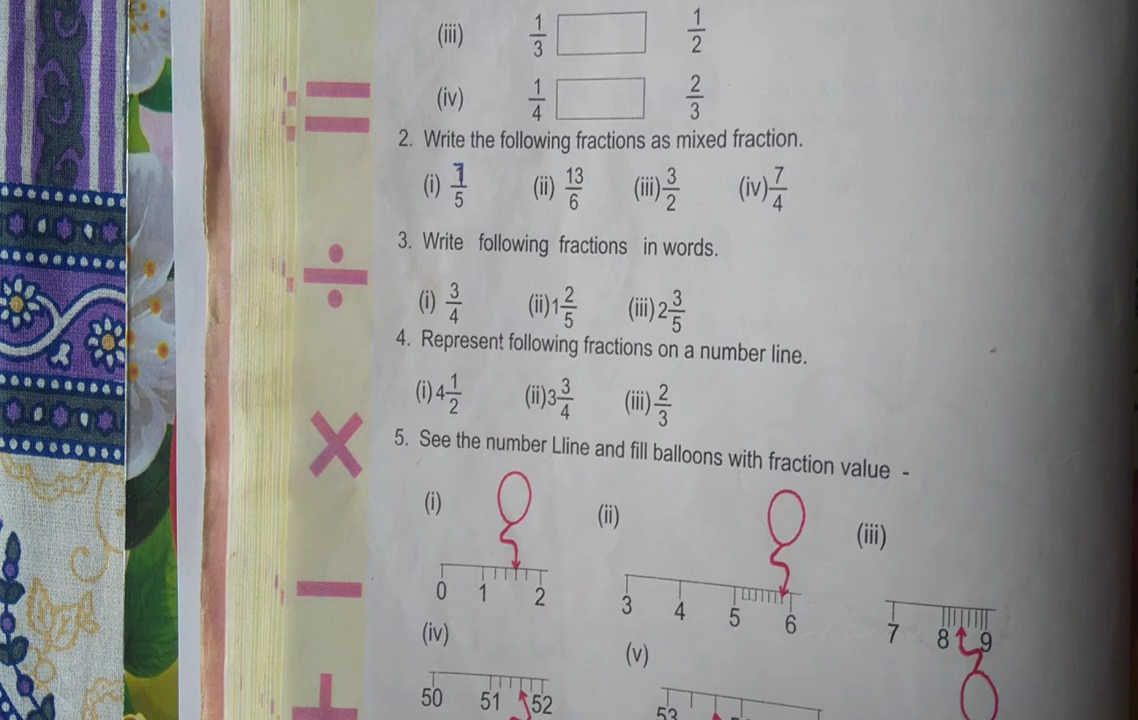 (iii) 1/3 1/2
(iv) 1/4 2/3
2. Write the following fractions as mixed fraction.
(i) 7/5 (ii) 13/6 (iii) 3/2 (iv) 7/4
3. Write following fractions in words.
(i) 3/4 (ii) 1 2/5 (iii) 2 3/5
4. Represent following fractions on a number line.
(i) 4 1/2 (ii) 3 3/4 (iii) 2/3
5. See the number Lline and fill balloons with fraction value -
(i) (ii) (iii)
0 1 2
3 4 5 6
7 8 9
(iv) (v)
50 51 52
53
= ÷ × − +